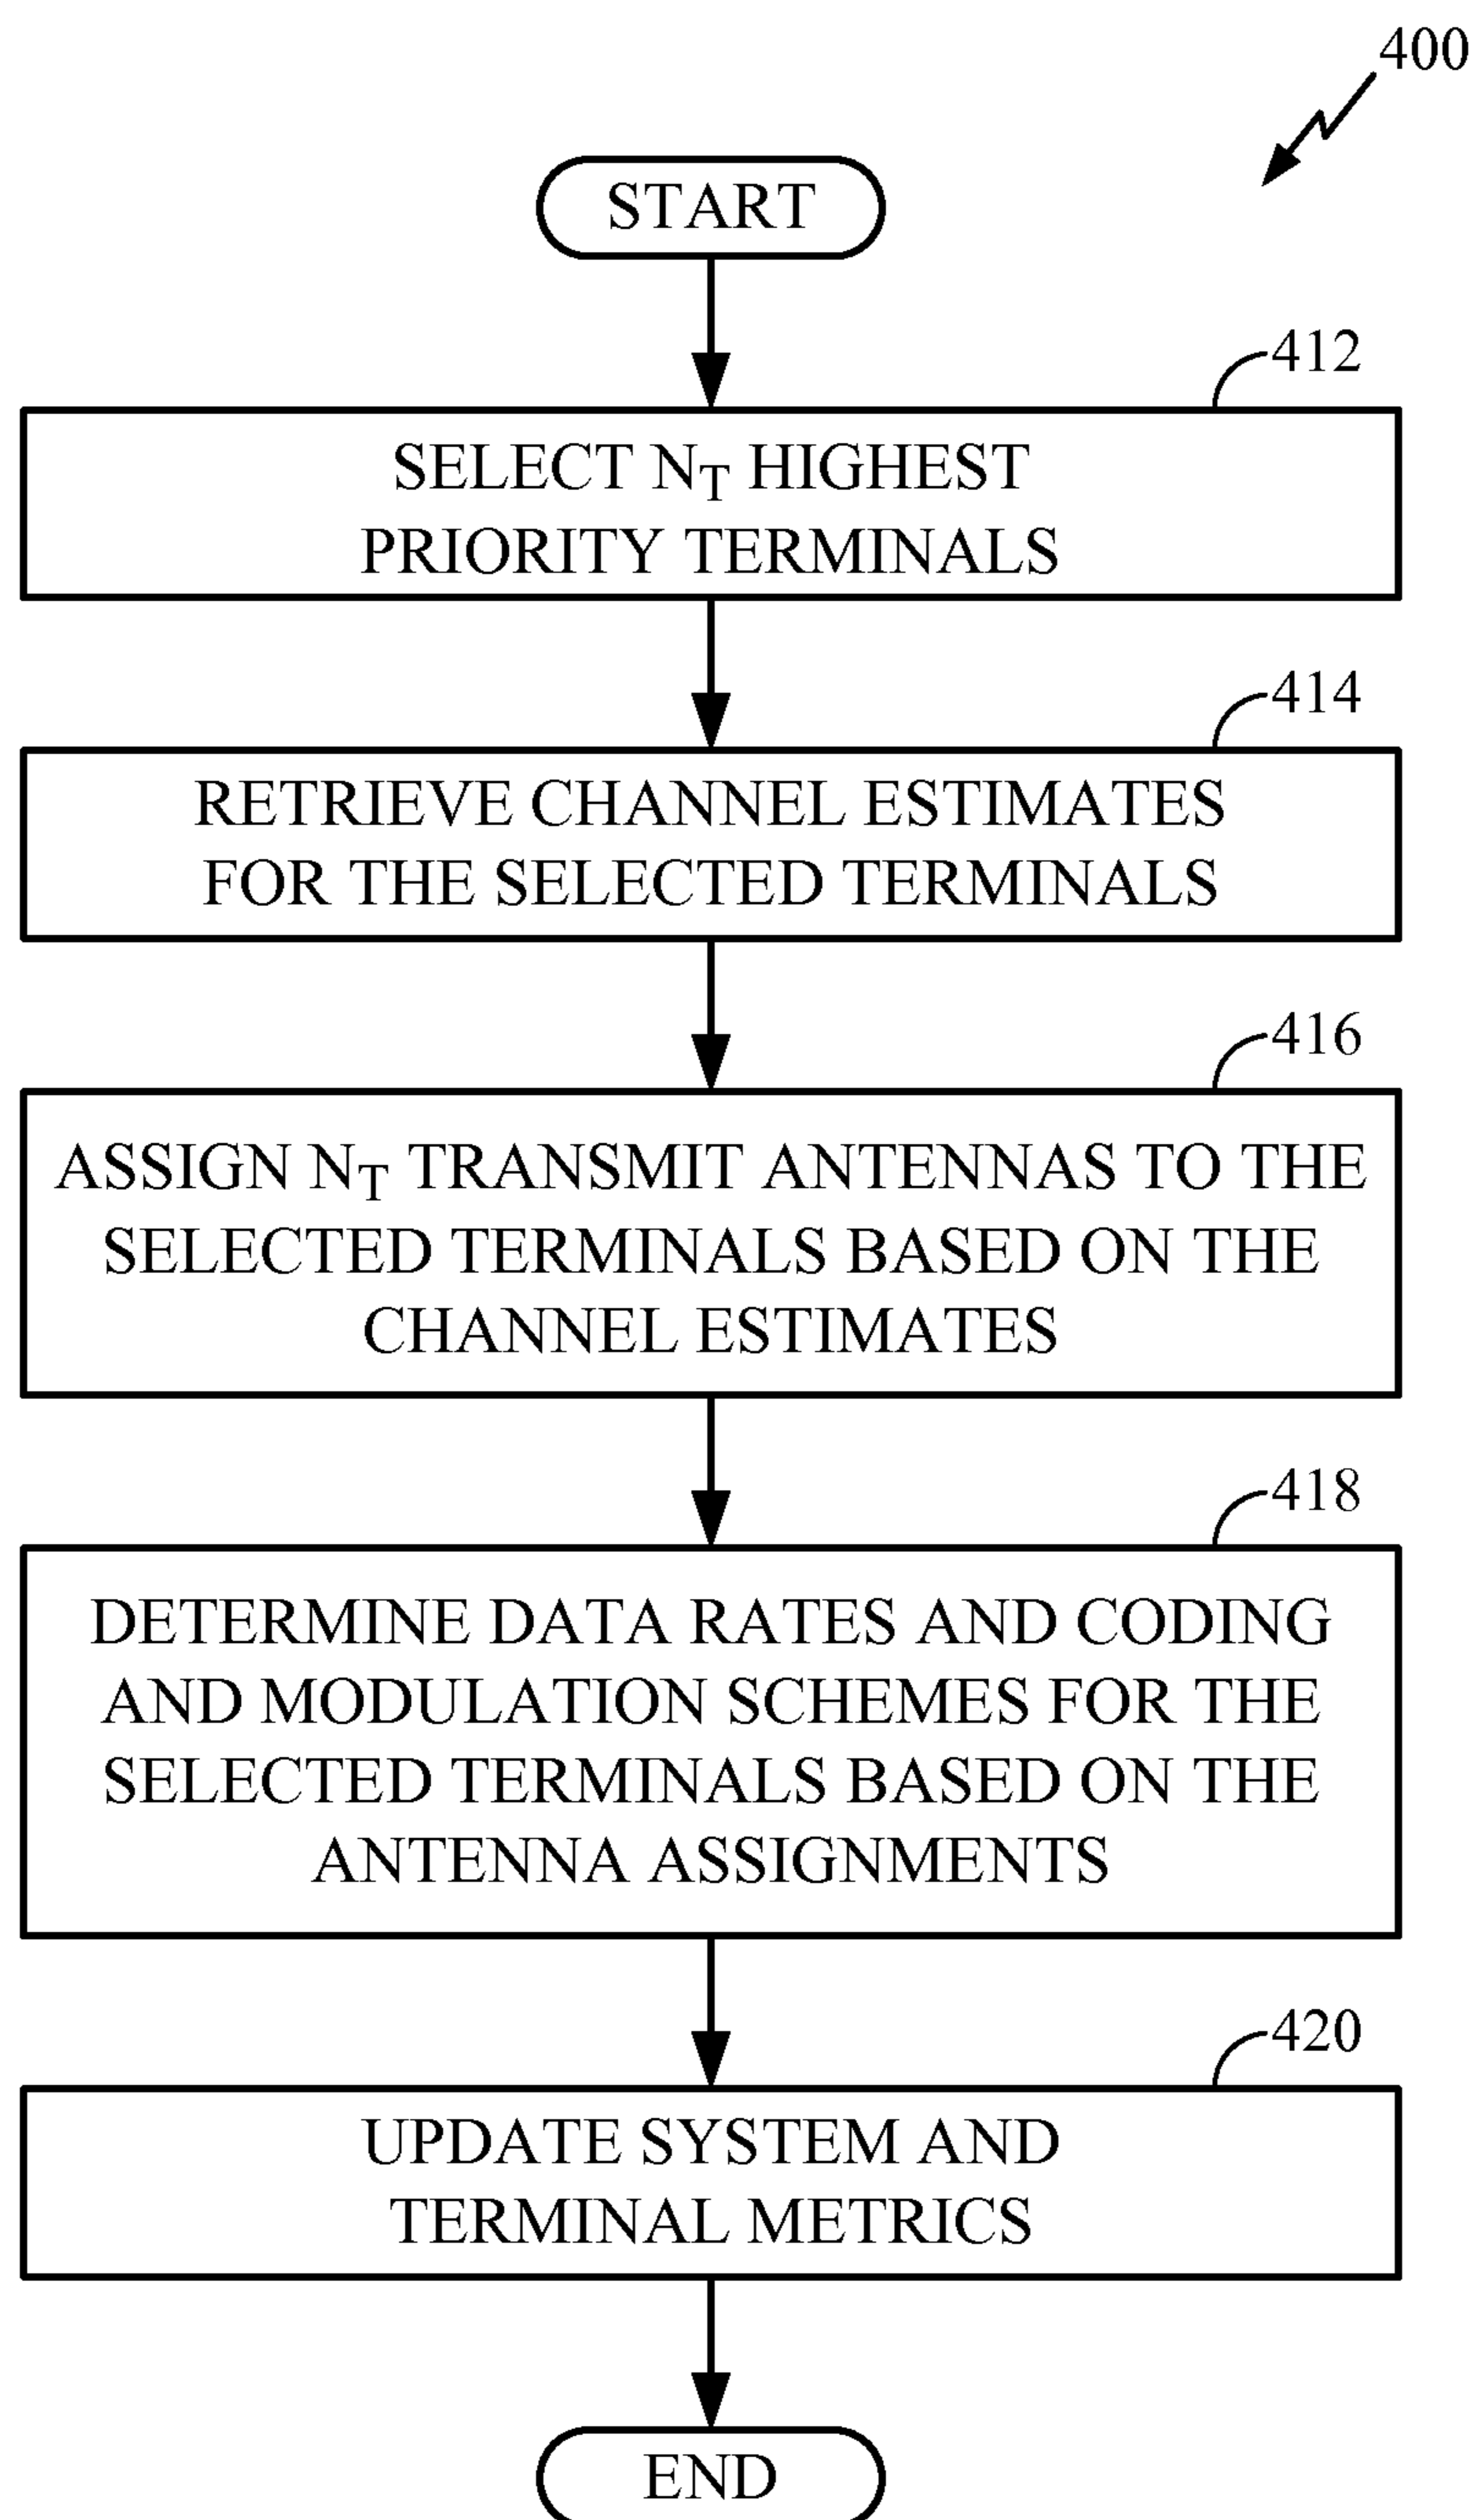 400
START
412
SELECT N_T HIGHEST
PRIORITY TERMINALS
414
RETRIEVE CHANNEL ESTIMATES
FOR THE SELECTED TERMINALS
416
ASSIGN N_T TRANSMIT ANTENNAS TO THE
SELECTED TERMINALS BASED ON THE
CHANNEL ESTIMATES
418
DETERMINE DATA RATES AND CODING
AND MODULATION SCHEMES FOR THE
SELECTED TERMINALS BASED ON THE
ANTENNA ASSIGNMENTS
420
UPDATE SYSTEM AND
TERMINAL METRICS
END